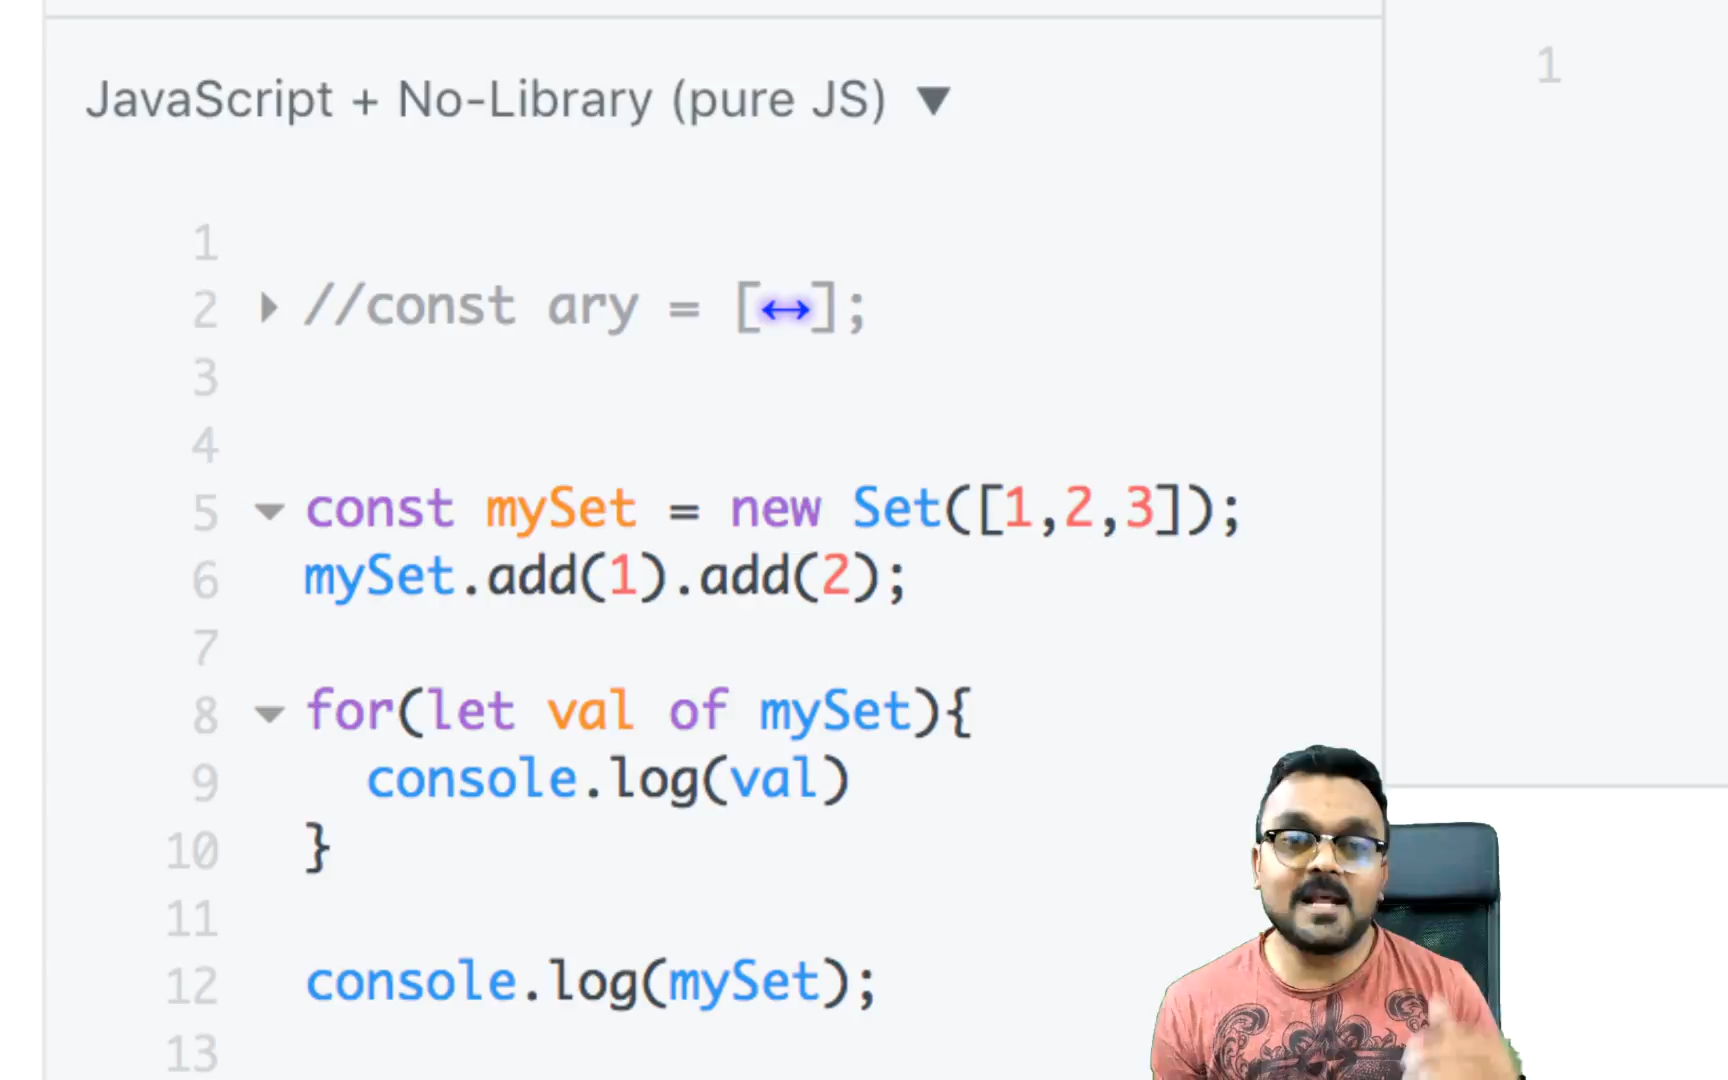 JavaScript + No-Library (pure JS) ▼
1
1
2 //const ary = [↔];
3
4
5 const mySet = new Set([1,2,3]);
6 mySet.add(1).add(2);
7
8 for(let val of mySet){
9 console.log(val)
10 }
11
12 console.log(mySet);
13